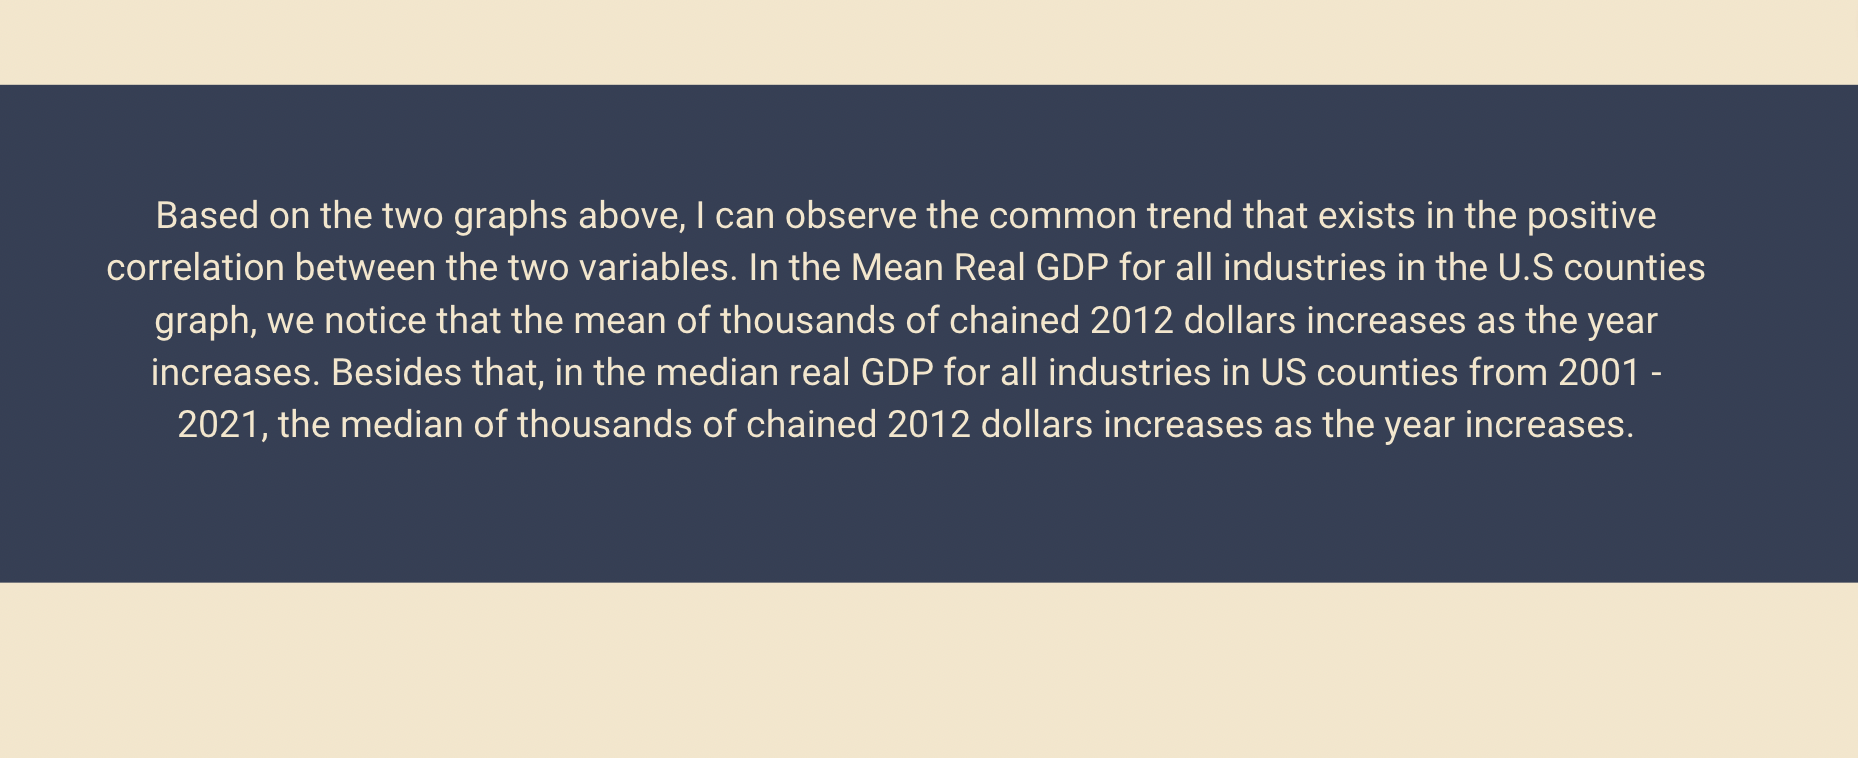 Based on the two graphs above, I can observe the common trend that exists in the positive
correlation between the two variables. In the Mean Real GDP for all industries in the U.S counties
graph, we notice that the mean of thousands of chained 2012 dollars increases as the year
increases. Besides that, in the median real GDP for all industries in US counties from 2001 -
2021, the median of thousands of chained 2012 dollars increases as the year increases.